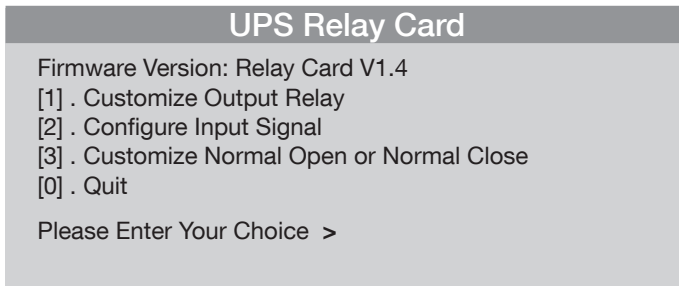 UPS Relay Card
Firmware Version: Relay Card V1.4
[1] . Customize Output Relay
[2] . Configure Input Signal
[3] . Customize Normal Open or Normal Close
[0] . Quit
Please Enter Your Choice >